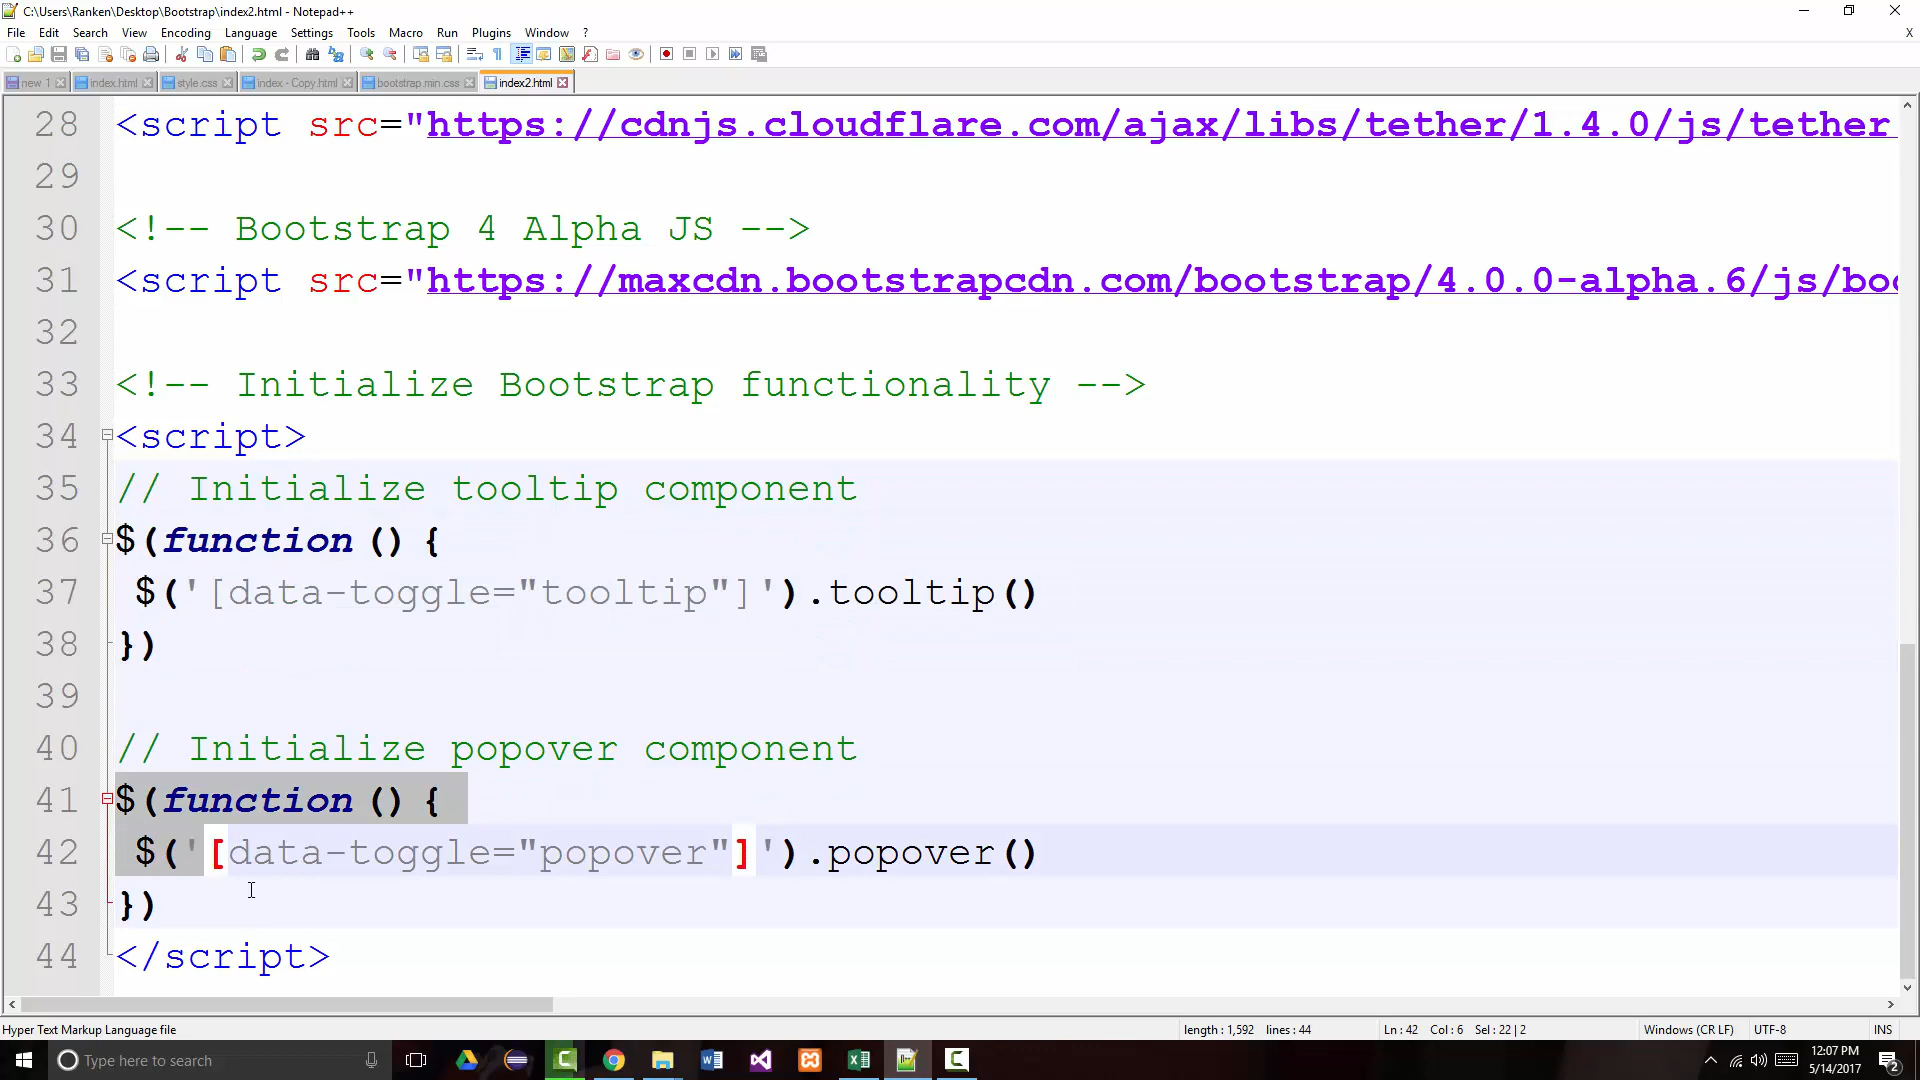 C:\Users\Ranken\Desktop\Bootstrap\index2.html - Notepad++
File Edit Search View Encoding Language Settings Tools Macro Run Plugins Window ? X
new 1 index.html style.css index - Copy.html bootstrap.min.css index2.html
28 <script src="https://cdnjs.cloudflare.com/ajax/libs/tether/1.4.0/js/tether
29
30 <!-- Bootstrap 4 Alpha JS -->
31 <script src="https://maxcdn.bootstrapcdn.com/bootstrap/4.0.0-alpha.6/js/boo
32
33 <!-- Initialize Bootstrap functionality -->
34 <script>
35 // Initialize tooltip component
36 $(function () {
37 $('[data-toggle="tooltip"]').tooltip()
38 })
39
40 // Initialize popover component
41 $(function () {
42 $('[data-toggle="popover"]').popover()
43 })
44 </script>
Hyper Text Markup Language file length : 1,592 lines : 44 Ln : 42 Col : 6 Sel : 22 | 2 Windows (CR LF) UTF-8 INS
Type here to search
12:07 PM
5/14/2017
2